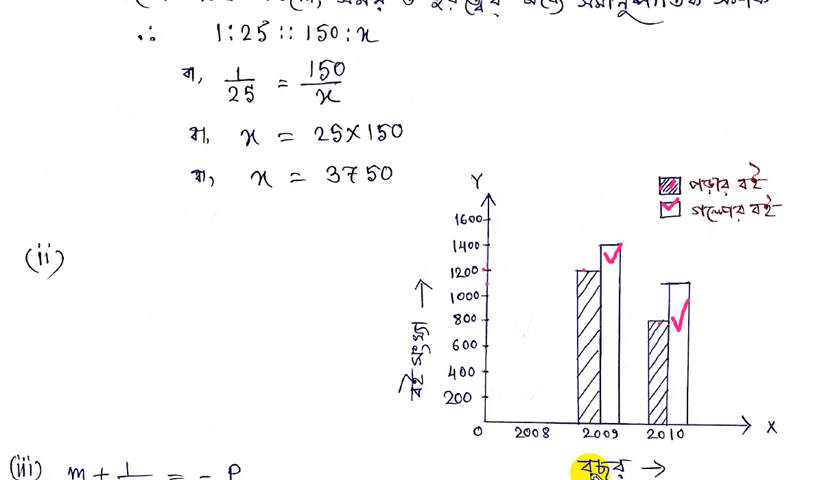 ∴ 1:25 :: 150 : x
বা, 1/25 = 150/x
বা, x = 25×150
বা, x = 3750
(ii)
Y
পড়ার বই
গল্পের বই
1600
1400
1200
1000
800
600
400
200
বই সংখ্যা →
0 2008 2009 2010 X
বছর →
(iii) m + 1 = - P